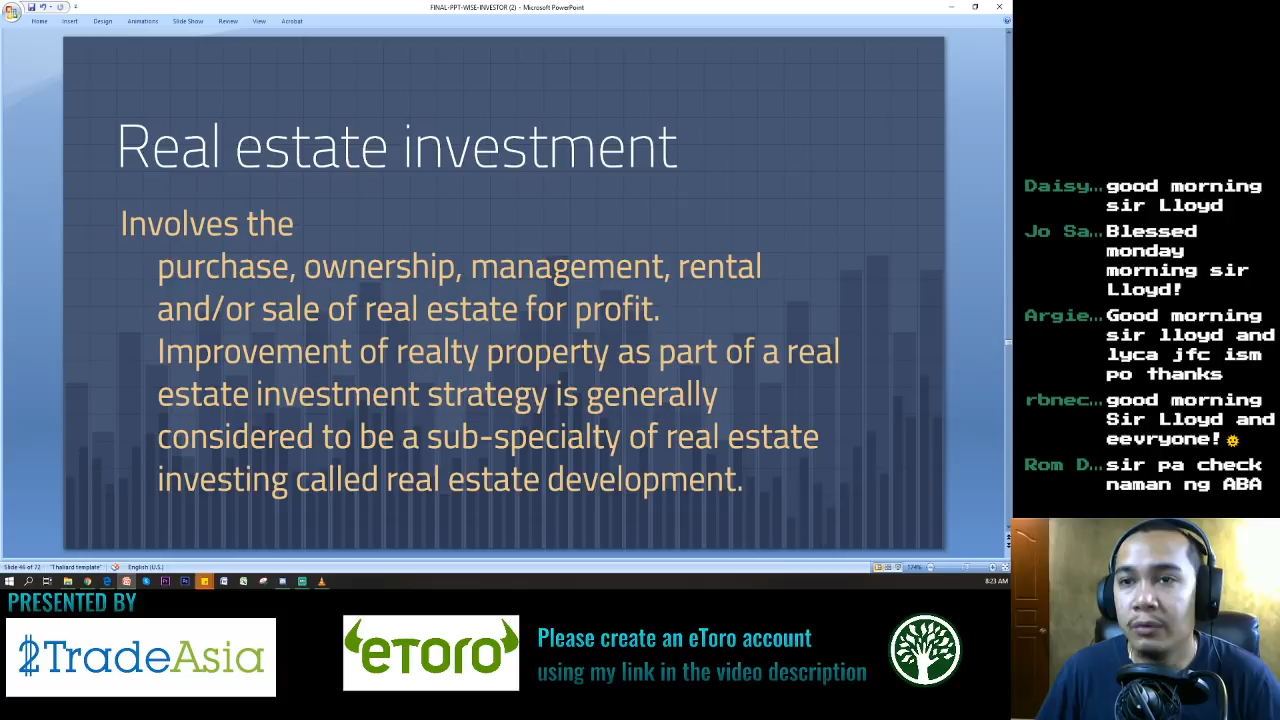 FINAL-PPT-WISE-INVESTOR (2) - Microsoft PowerPoint
Home Insert Design Animations Slide Show Review View Acrobat
Real estate investment
Involves the
purchase, ownership, management, rental
and/or sale of real estate for profit.
Improvement of realty property as part of a real
estate investment strategy is generally
considered to be a sub-specialty of real estate
investing called real estate development.
Slide 46 of 72 "Thaliard template" English (U.S.) 174%
8:23 AM
Daisy... good morning
sir Lloyd
Jo Sa... Blessed
monday
morning sir
Lloyd!
Argie... Good morning
sir lloyd and
lyca jfc ism
po thanks
rbnec... good morning
Sir Lloyd and
eevryone!
Rom D... sir pa check
naman ng ABA
PRESENTED BY
2TradeAsia
eToro
Please create an eToro account
using my link in the video description